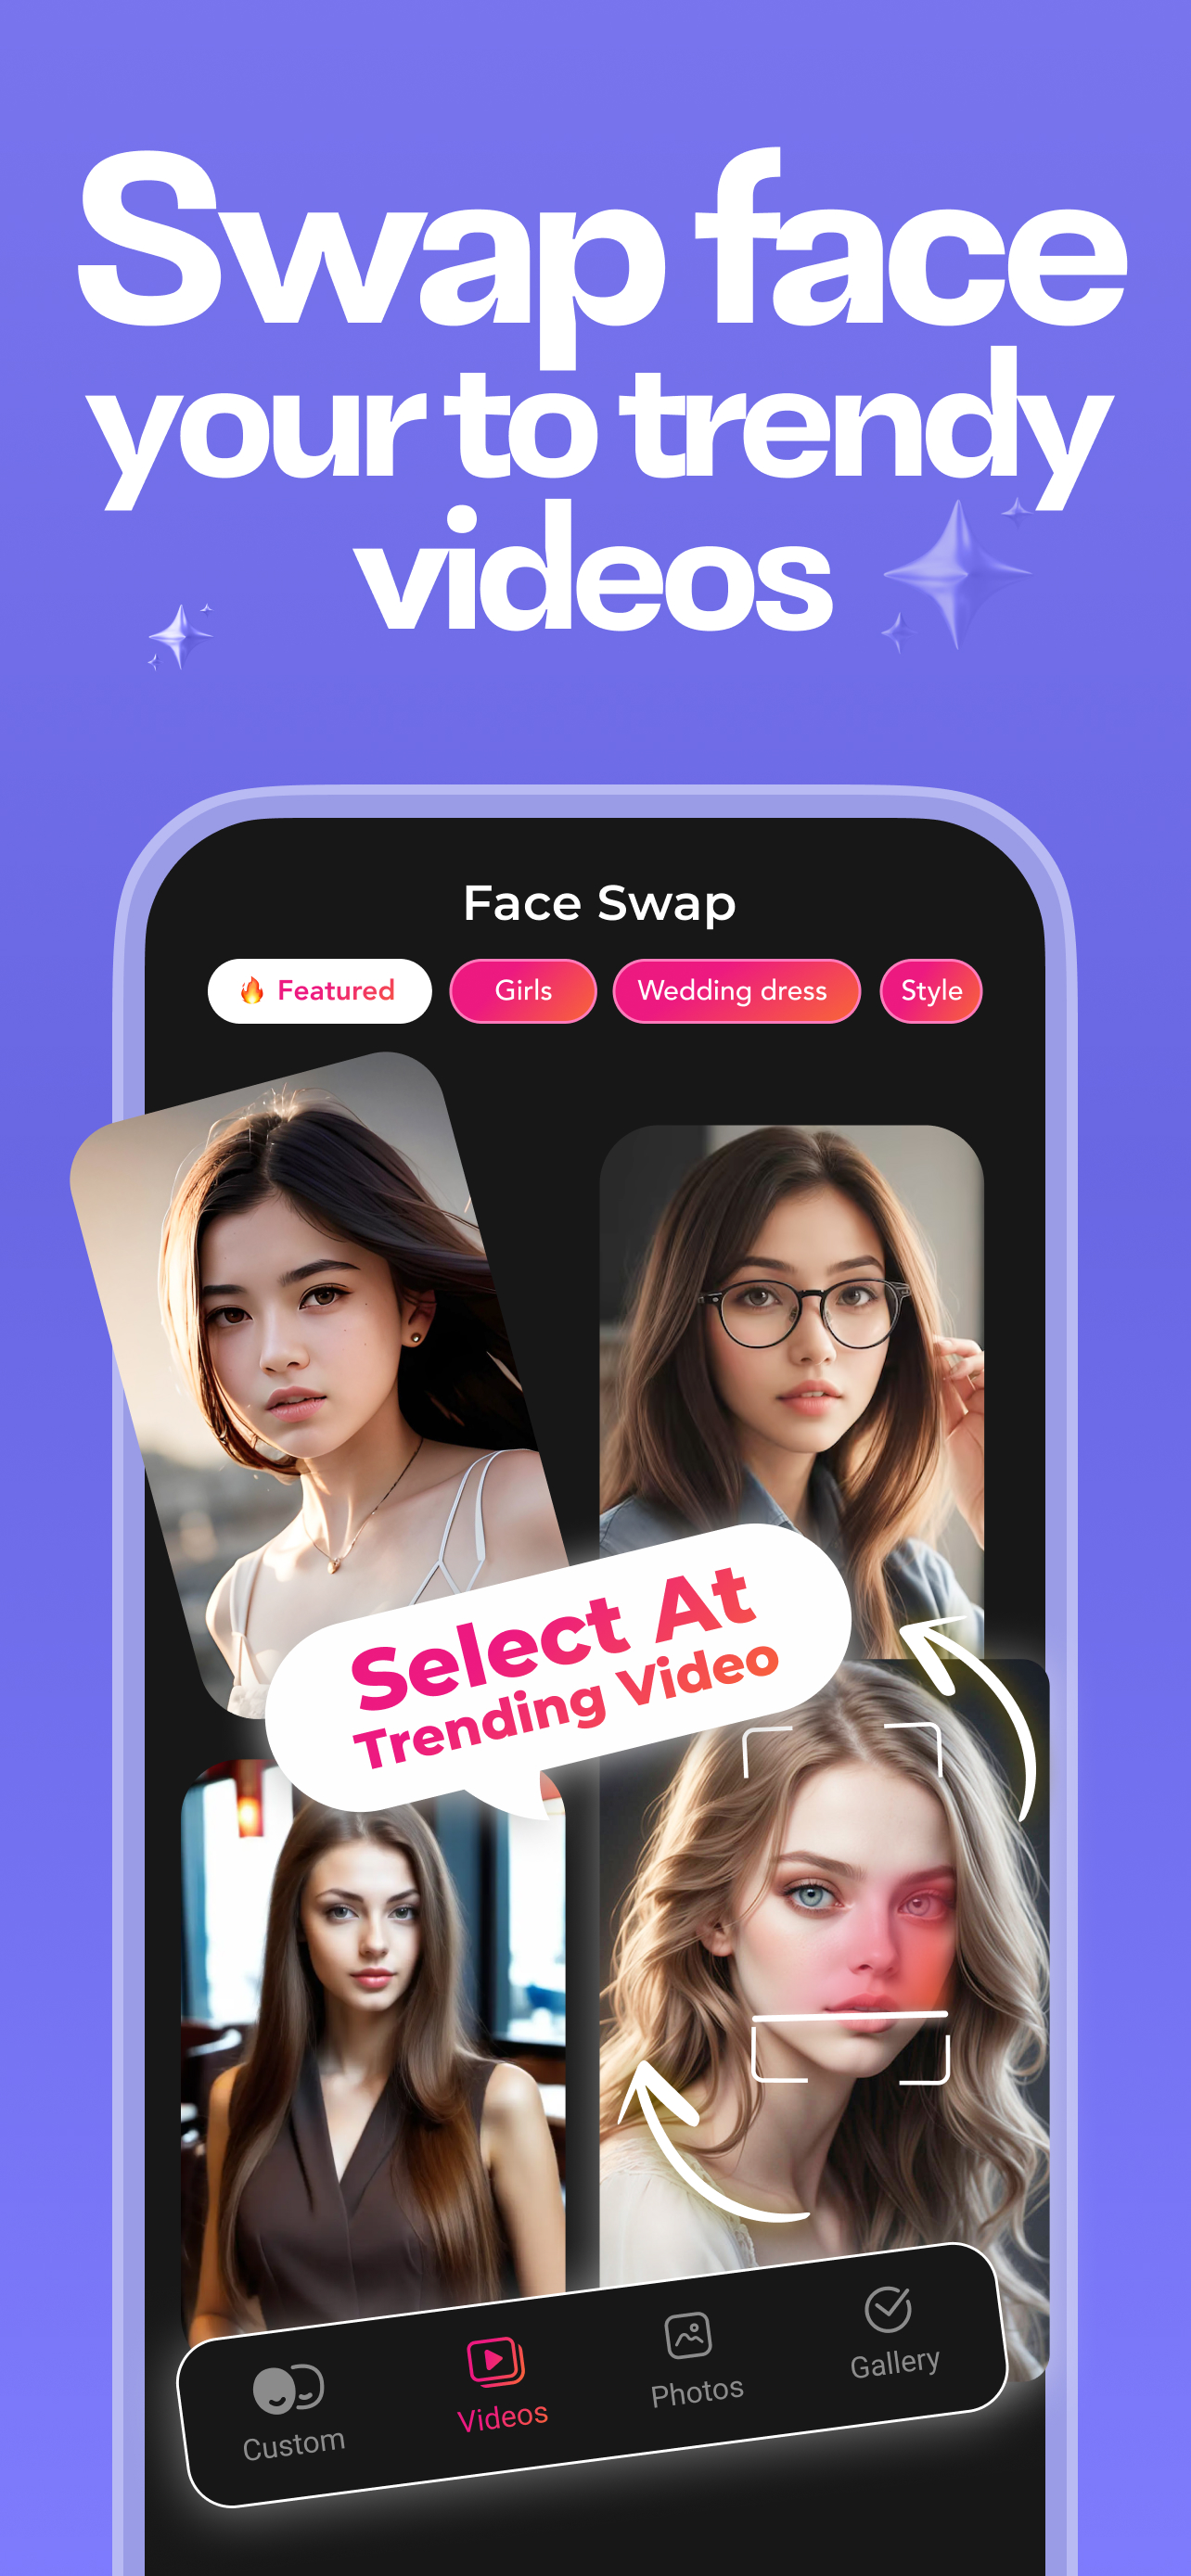 Swap face
your to trendy
videos
Face Swap
🔥 Featured
Girls
Wedding dress
Style
Select At
Trending Video
Custom
Videos
Photos
Gallery